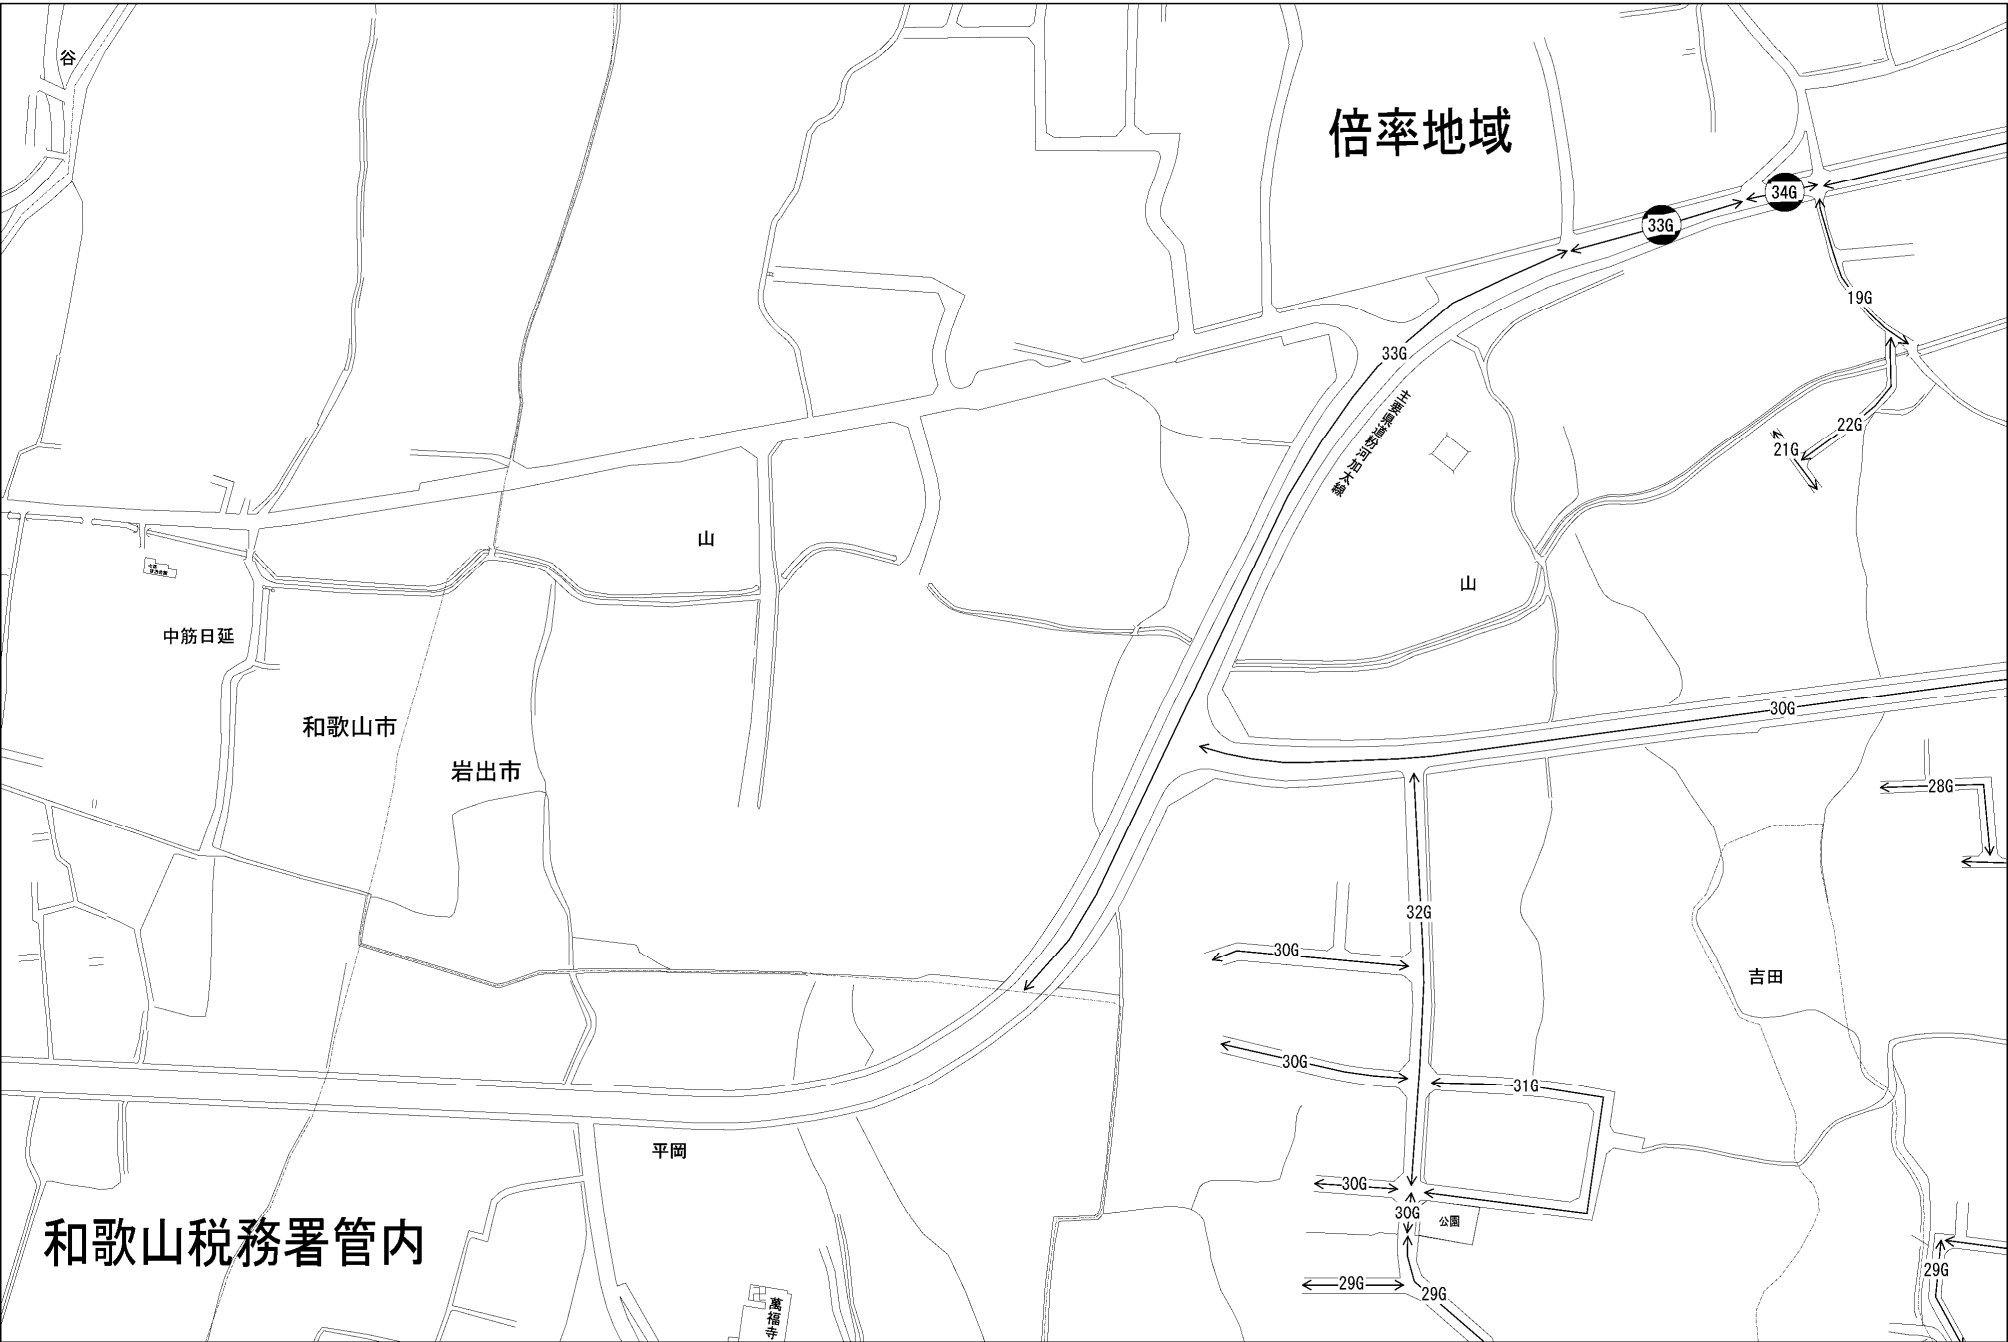 谷
倍率地域
34G
33G
19G
33G
主要県道粉河加太線
22G
21G
山
山
中筋日延
和歌山市
30G
岩出市
28G
32G
30G
吉田
30G
31G
平岡
30G
30G
公園
和歌山税務署管内
29G
29G
29G
萬福寺